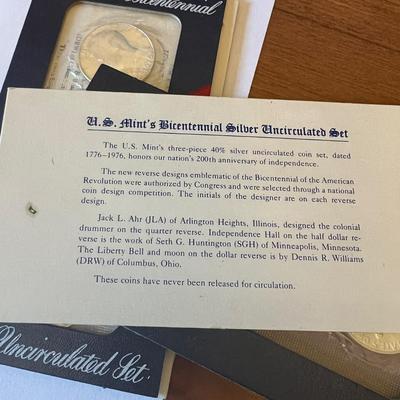 Bicentennial
U.S. Mint's Bicentennial Silver Uncirculated Set
The U.S. Mint's three-piece 40% silver uncirculated coin set, dated
1776-1976, honors our nation's 200th anniversary of independence.
The new reverse designs emblematic of the Bicentennial of the American
Revolution were authorized by Congress and were selected through a national
coin design competition. The initials of the designer are on each reverse
design.
Jack L. Ahr (JLA) of Arlington Heights, Illinois, designed the colonial
drummer on the quarter reverse. Independence Hall on the half dollar re-
verse is the work of Seth G. Huntington (SGH) of Minneapolis, Minnesota.
The Liberty Bell and moon on the dollar reverse is by Dennis R. Williams
(DRW) of Columbus, Ohio.
These coins have never been released for circulation.
Uncirculated Set